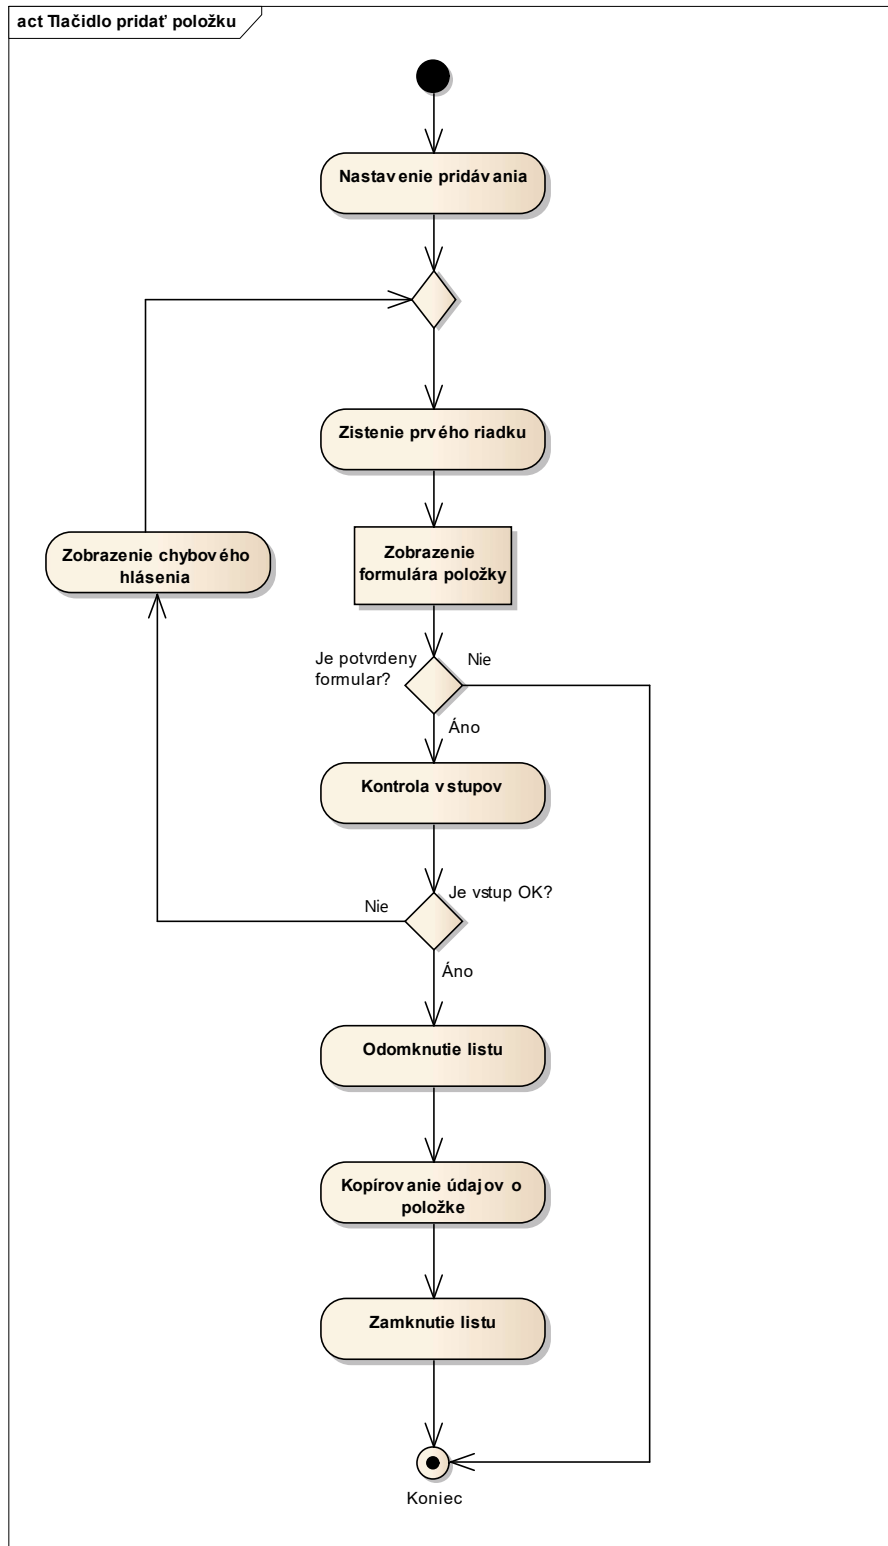 act Tlačidlo pridať položku
Nastavenie pridávania
Zistenie prvého riadku
Zobrazenie chybového
hlásenia
Zobrazenie
formulára položky
Je potvrdeny
formular?
Nie
Áno
Kontrola vstupov
Je vstup OK?
Nie
Áno
Odomknutie listu
Kopírovanie údajov o
položke
Zamknutie listu
Koniec